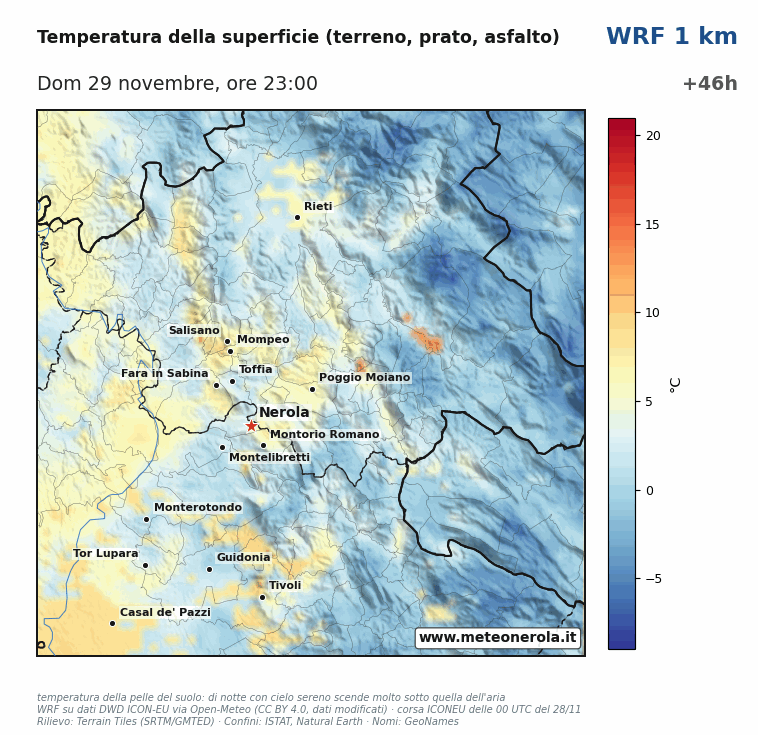 Temperatura della superficie (terreno, prato, asfalto)
WRF 1 km
Dom 29 novembre, ore 23:00
+46h
Rieti
Salisano
Mompeo
Fara in Sabina
Toffia
Poggio Moiano
Nerola
Montorio Romano
Montelibretti
Monterotondo
Tor Lupara
Guidonia
Tivoli
Casal de' Pazzi
www.meteonerola.it
20
15
10
5
0
−5
°C
temperatura della pelle del suolo: di notte con cielo sereno scende molto sotto quella dell'aria
WRF su dati DWD ICON-EU via Open-Meteo (CC BY 4.0, dati modificati) · corsa ICONEU delle 00 UTC del 28/11
Rilievo: Terrain Tiles (SRTM/GMTED) · Confini: ISTAT, Natural Earth · Nomi: GeoNames